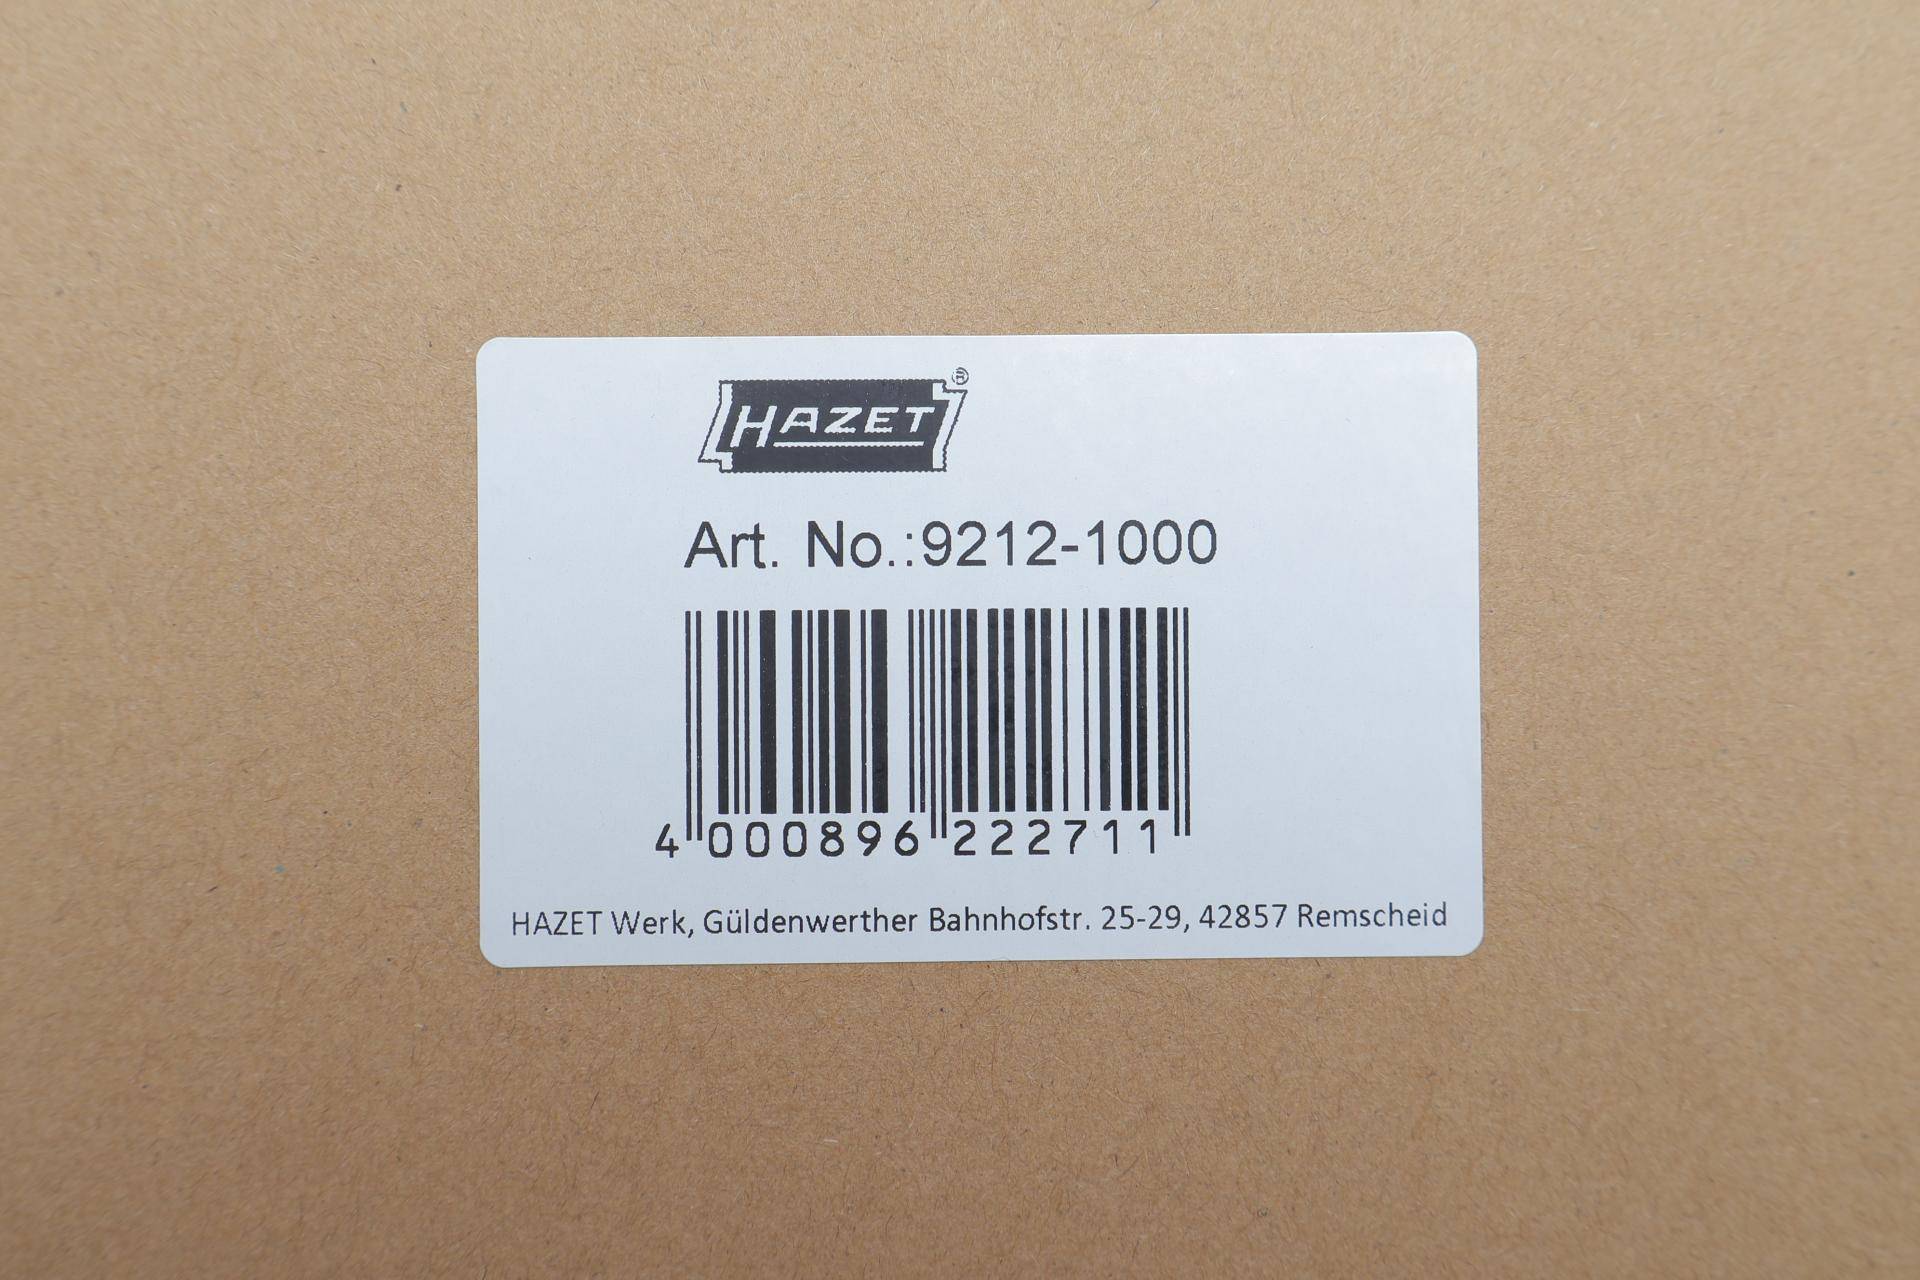 HAZET®
Art. No.:9212-1000
4 000896 222711
HAZET Werk, Güldenwerther Bahnhofstr. 25-29, 42857 Remscheid